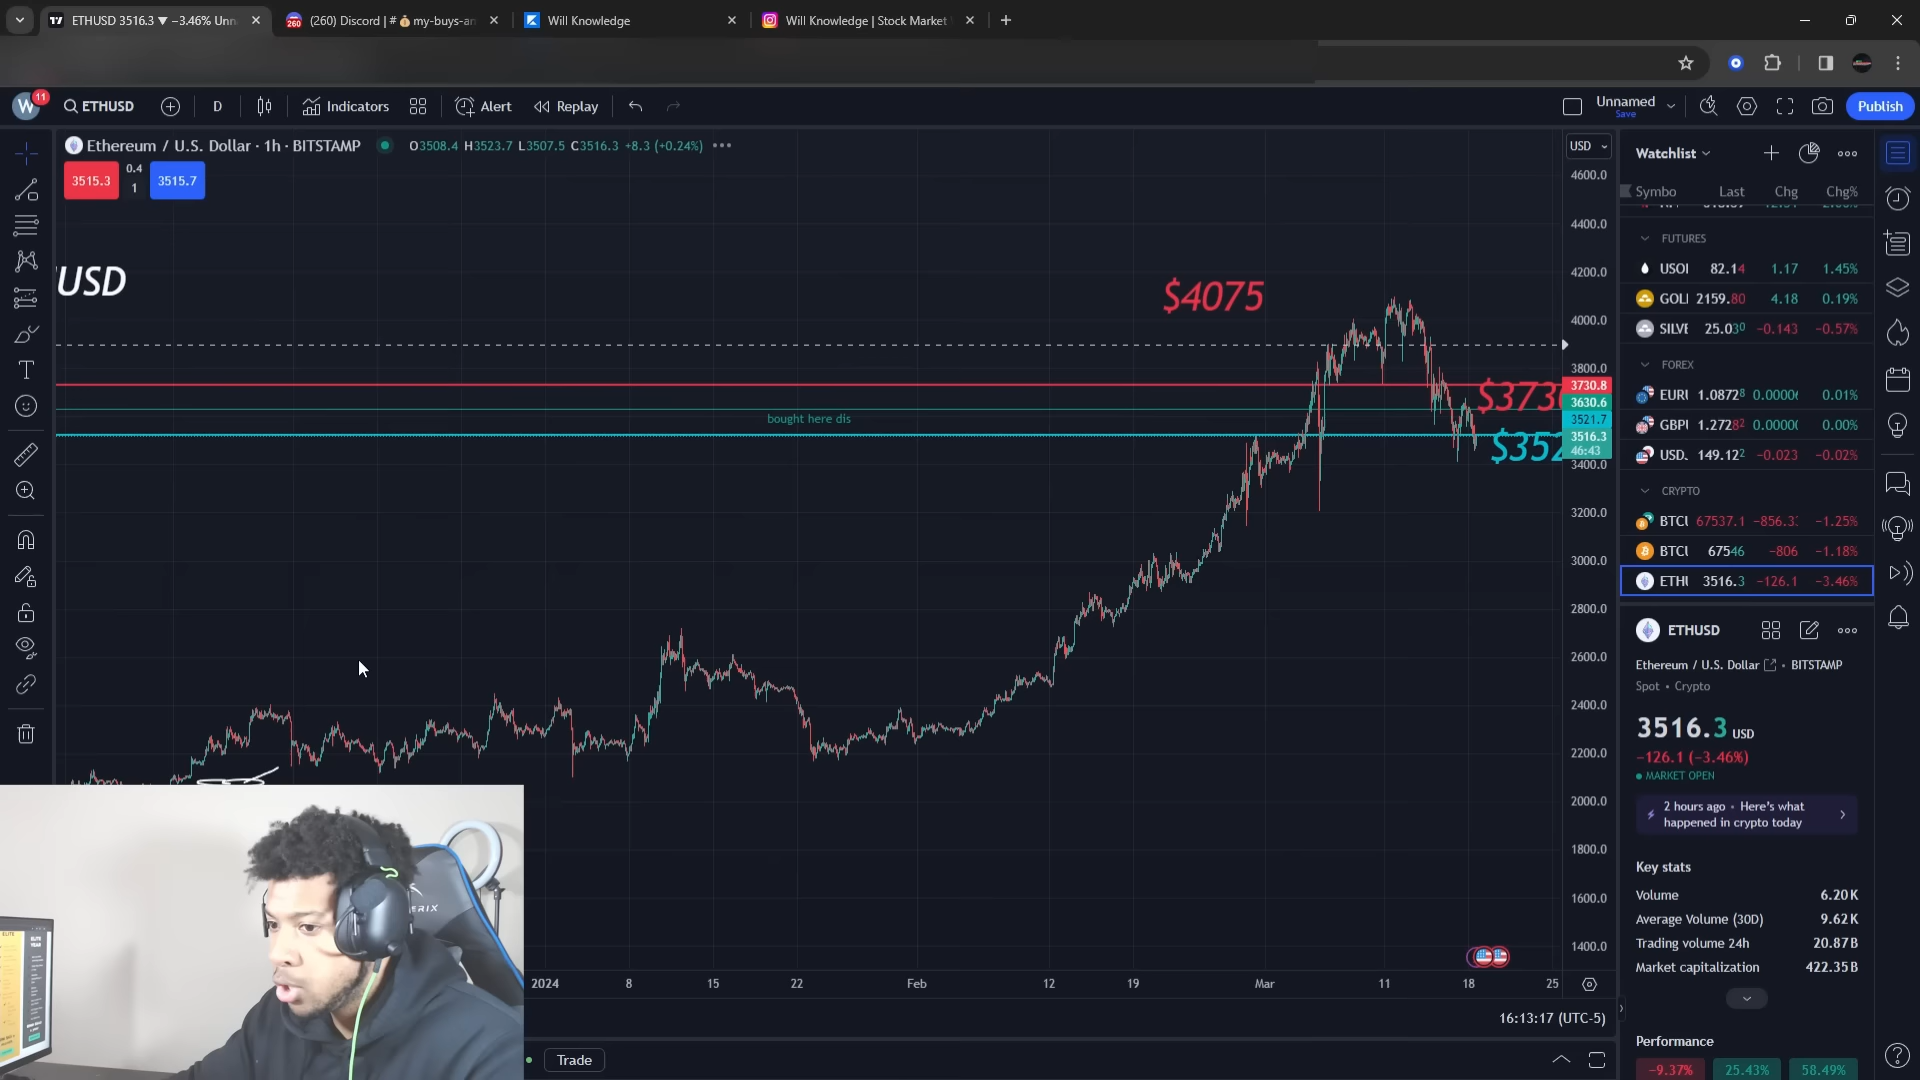 ETHUSD 3516.3 ▼ −3.46% Unn
(260) Discord | # 💰my-buys-an
Will Knowledge
Will Knowledge | Stock Market
W 11
ETHUSD
D
Indicators
Alert
Replay
Unnamed
Save
Publish
Ethereum / U.S. Dollar · 1h · BITSTAMP
O3508.4 H3523.7 L3507.5 C3516.3 +8.3 (+0.24%)
3515.3
0.4
1
3515.7
USD
$4075
bought here dis
$373
$352
USD
4600.0
4400.0
4200.0
4000.0
3800.0
3730.8
3630.6
3521.7
3516.3
46:43
3400.0
3200.0
3000.0
2800.0
2600.0
2400.0
2200.0
2000.0
1800.0
1600.0
1400.0
2024 8 15 22 Feb 12 19 Mar 11 18 25
16:13:17 (UTC-5)
Trade
Watchlist
Symbo Last Chg Chg%
FUTURES
USOI 82.14 1.17 1.45%
GOLI 2159.80 4.18 0.19%
SILVE 25.030 −0.143 −0.57%
FOREX
EURI 1.08728 0.00006 0.01%
GBPI 1.27282 0.00000 0.00%
USD. 149.122 −0.023 −0.02%
CRYPTO
BTCI 67537.1 −856.3 −1.25%
BTCI 67546 −806 −1.18%
ETHI 3516.3 −126.1 −3.46%
ETHUSD
Ethereum / U.S. Dollar • BITSTAMP
Spot • Crypto
3516.3 USD
−126.1 (−3.46%)
MARKET OPEN
2 hours ago • Here's what
happened in crypto today
Key stats
Volume 6.20K
Average Volume (30D) 9.62K
Trading volume 24h 20.87B
Market capitalization 422.35B
Performance
−9.37% 25.43% 58.49%